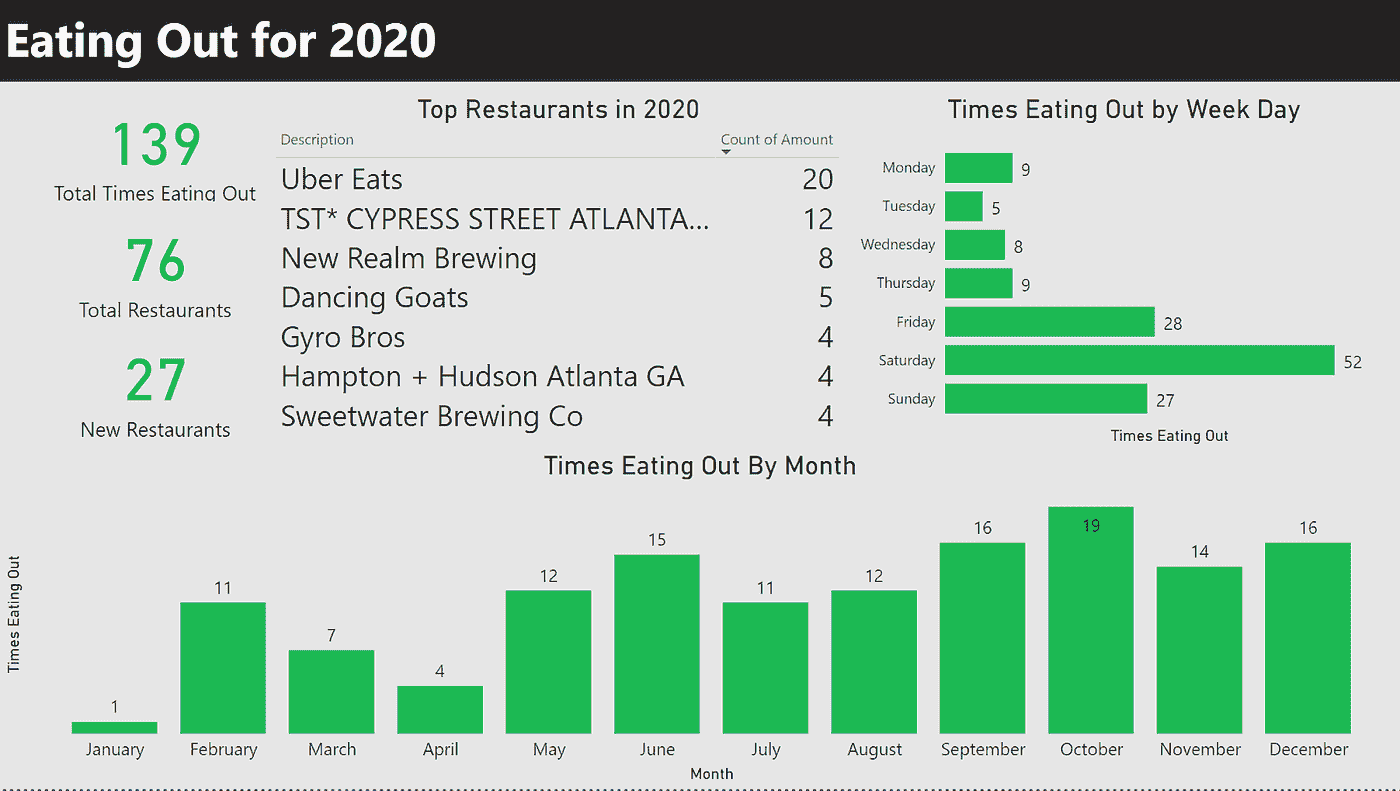 Eating Out for 2020
139
Total Times Eating Out
76
Total Restaurants
27
New Restaurants
Top Restaurants in 2020
Description Count of Amount
Uber Eats 20
TST* CYPRESS STREET ATLANTA... 12
New Realm Brewing 8
Dancing Goats 5
Gyro Bros 4
Hampton + Hudson Atlanta GA 4
Sweetwater Brewing Co 4
Times Eating Out by Week Day
Monday 9
Tuesday 5
Wednesday 8
Thursday 9
Friday 28
Saturday 52
Sunday 27
Times Eating Out
Times Eating Out By Month
Times Eating Out
1 11 7 4 12 15 11 12 16 19 14 16
January February March April May June July August September October November December
Month